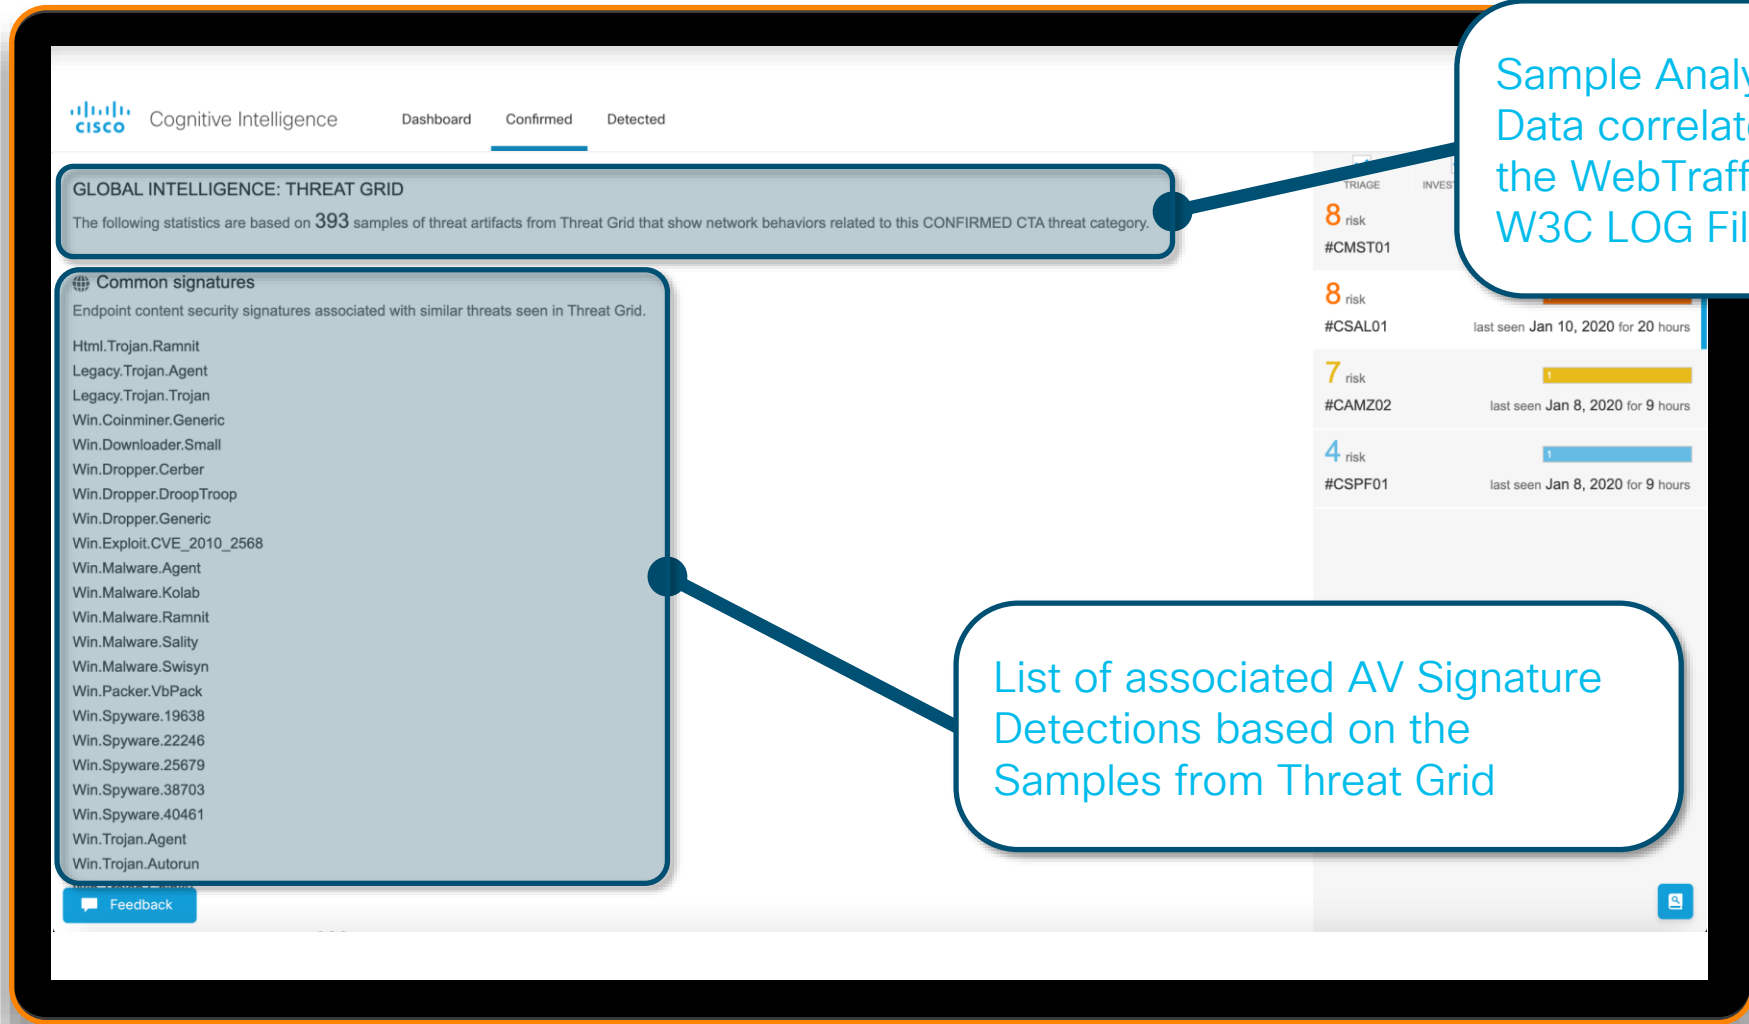 CISCO
Cognitive Intelligence
Dashboard
Confirmed
Detected
GLOBAL INTELLIGENCE: THREAT GRID
The following statistics are based on 393 samples of threat artifacts from Threat Grid that show network behaviors related to this CONFIRMED CTA threat category.
Common signatures
Endpoint content security signatures associated with similar threats seen in Threat Grid.
Html.Trojan.Ramnit
Legacy.Trojan.Agent
Legacy.Trojan.Trojan
Win.Coinminer.Generic
Win.Downloader.Small
Win.Dropper.Cerber
Win.Dropper.DroopTroop
Win.Dropper.Generic
Win.Exploit.CVE_2010_2568
Win.Malware.Agent
Win.Malware.Kolab
Win.Malware.Ramnit
Win.Malware.Sality
Win.Malware.Swisyn
Win.Packer.VbPack
Win.Spyware.19638
Win.Spyware.22246
Win.Spyware.25679
Win.Spyware.38703
Win.Spyware.40461
Win.Trojan.Agent
Win.Trojan.Autorun
Feedback
Sample
Data
the
W3C LOG
TRIAGE
8 risk
#CMST01
8 risk
#CSAL01
last seen Jan 10, 2020 for 20 hours
7 risk
1
#CAMZ02
last seen Jan 8, 2020 for 9 hours
4 risk
1
#CSPF01
last seen Jan 8, 2020 for 9 hours
List of associated AV Signature
Detections based on the
Samples from Threat Grid